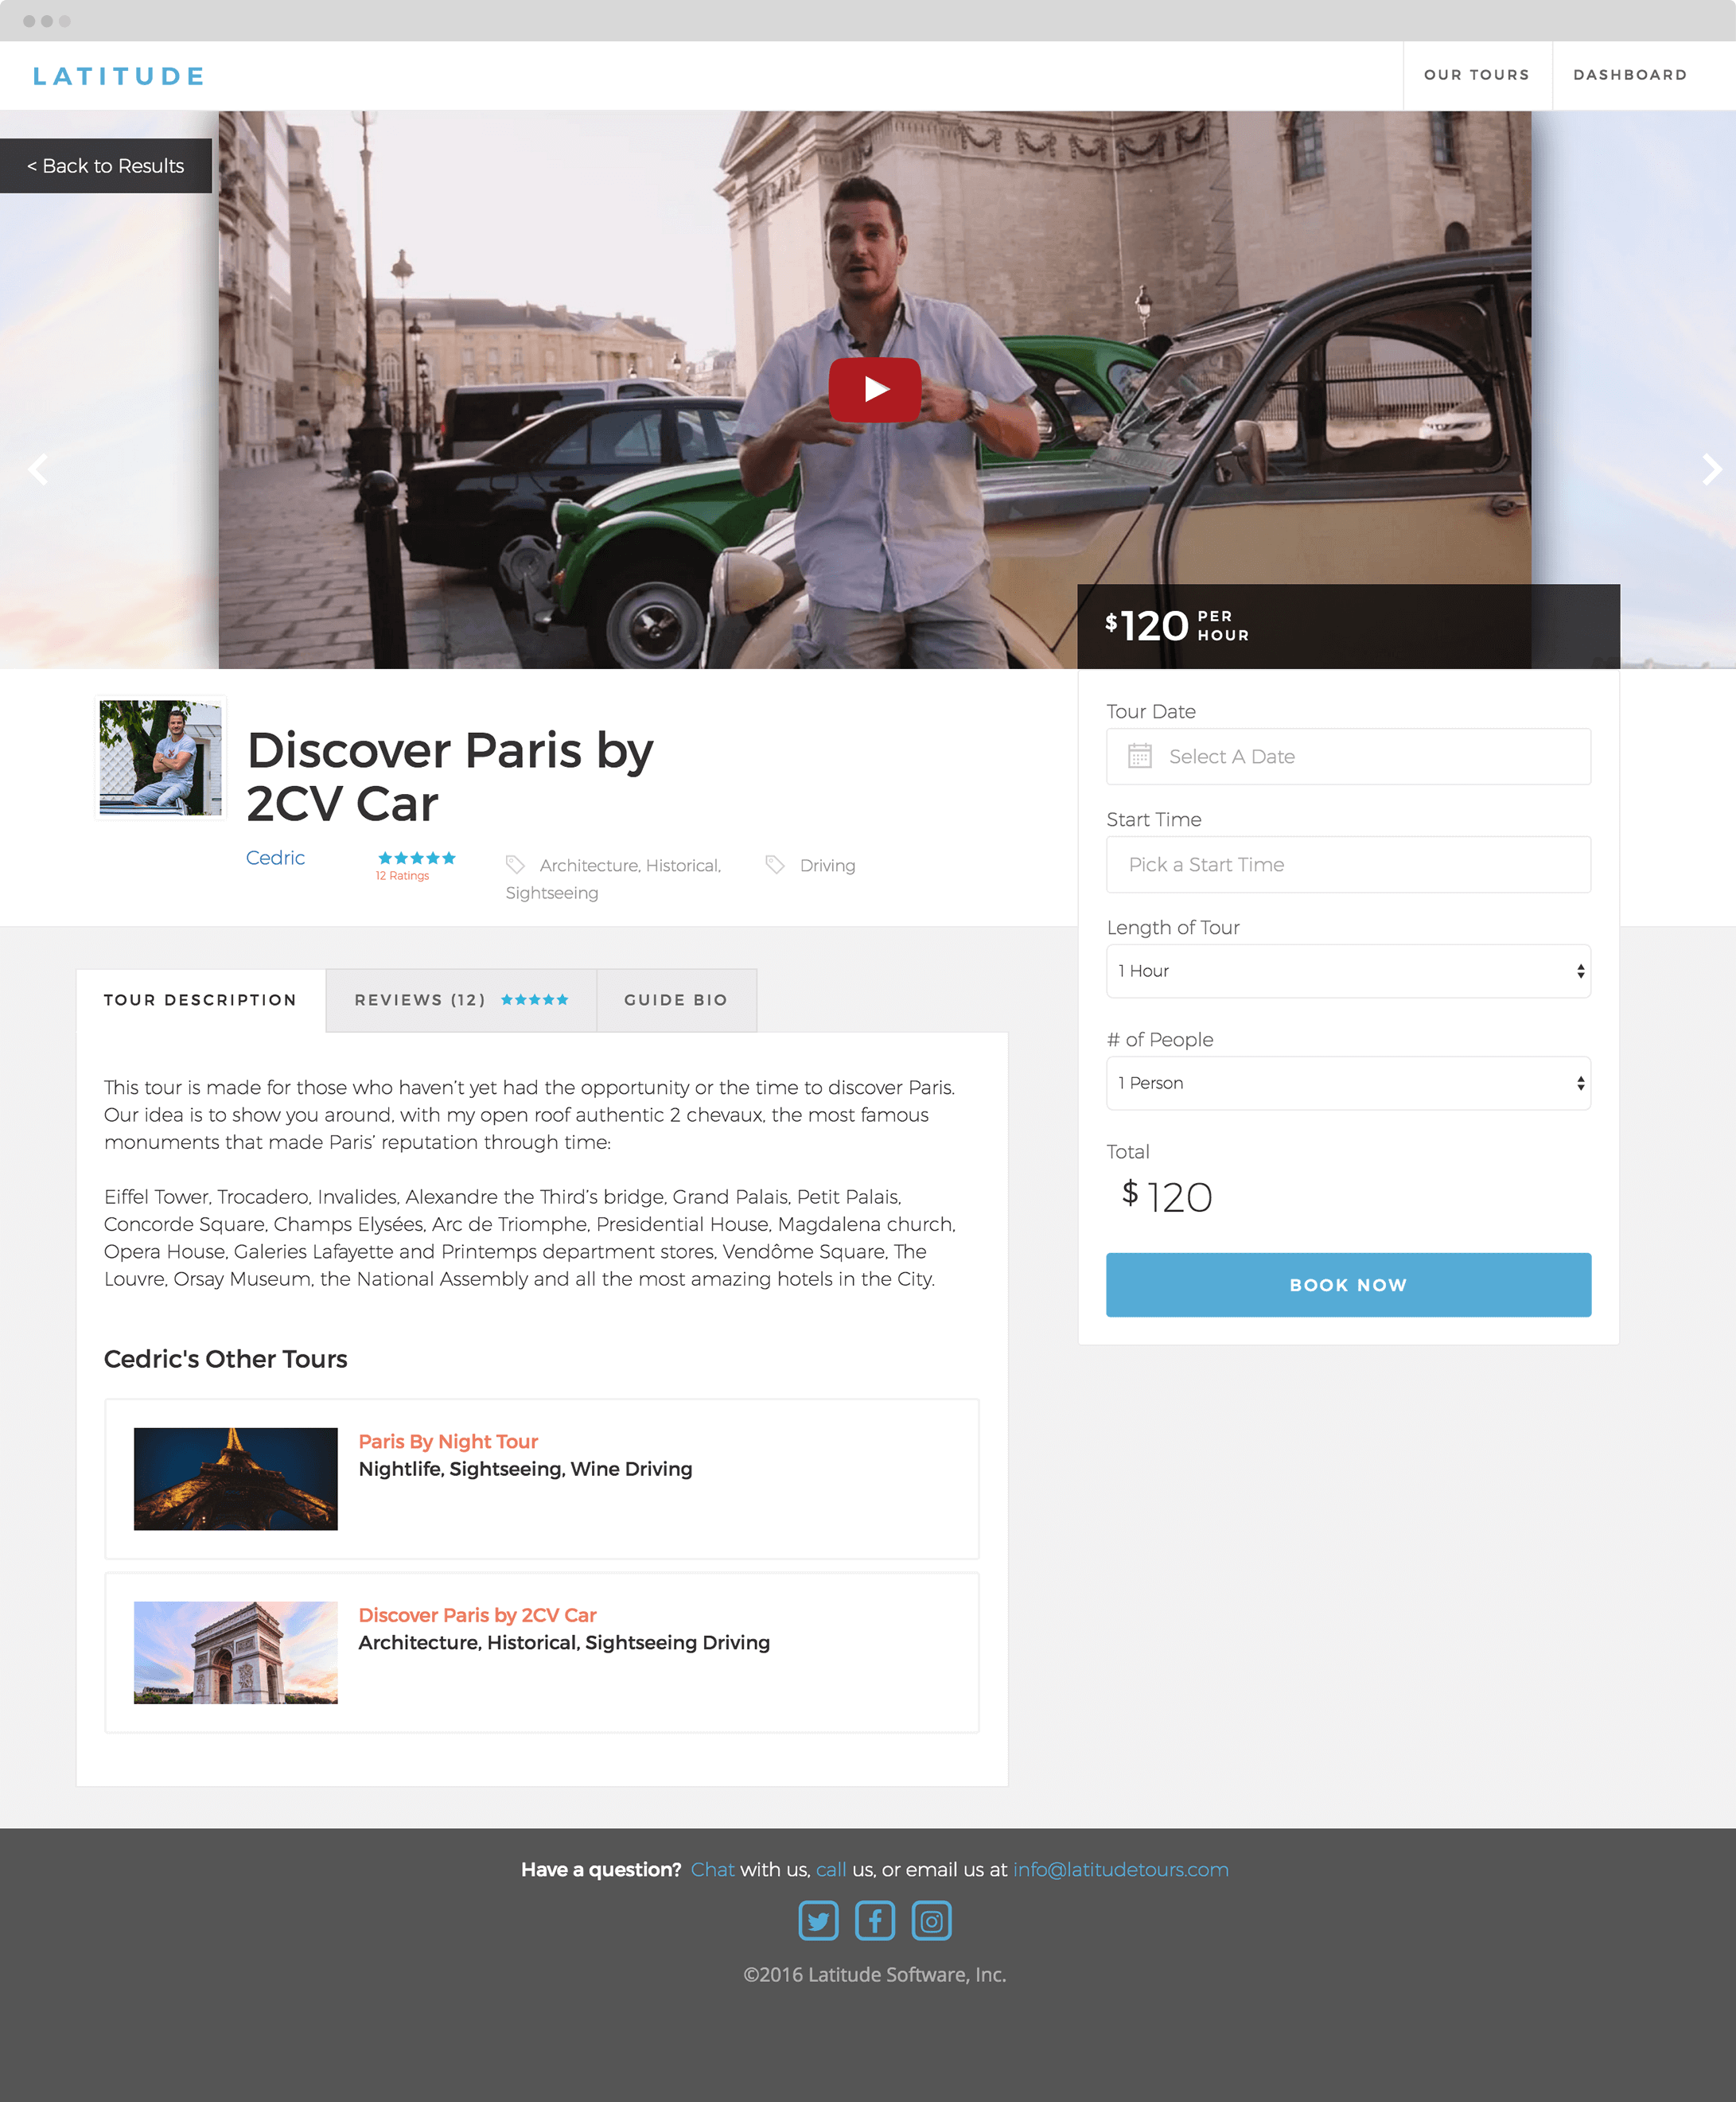 LATITUDE
OUR TOURS
DASHBOARD
< Back to Results
$120 PER HOUR
Discover Paris by
2CV Car
Cedric
12 Ratings
Architecture, Historical,
Sightseeing
Driving
Tour Date
Select A Date
Start Time
Pick a Start Time
Length of Tour
1 Hour
# of People
1 Person
Total
$ 120
BOOK NOW
TOUR DESCRIPTION
REVIEWS (12)
GUIDE BIO
This tour is made for those who haven’t yet had the opportunity or the time to discover Paris.
Our idea is to show you around, with my open roof authentic 2 chevaux, the most famous
monuments that made Paris’ reputation through time:
Eiffel Tower, Trocadero, Invalides, Alexandre the Third’s bridge, Grand Palais, Petit Palais,
Concorde Square, Champs Elysées, Arc de Triomphe, Presidential House, Magdalena church,
Opera House, Galeries Lafayette and Printemps department stores, Vendôme Square, The
Louvre, Orsay Museum, the National Assembly and all the most amazing hotels in the City.
Cedric's Other Tours
Paris By Night Tour
Nightlife, Sightseeing, Wine Driving
Discover Paris by 2CV Car
Architecture, Historical, Sightseeing Driving
Have a question? Chat with us, call us, or email us at info@latitudetours.com
©2016 Latitude Software, Inc.